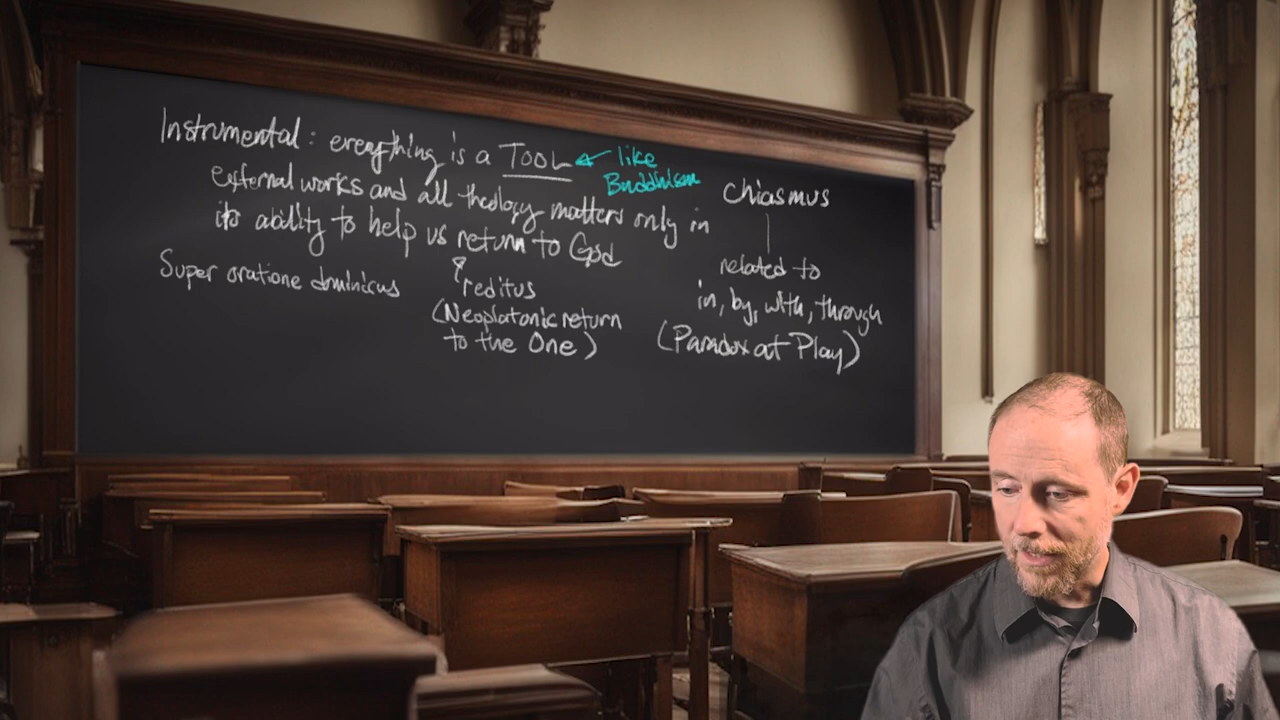 Instrumental: everything is a TOOL
like
Buddhism
external works and all theology matters only in
its ability to help us return to God
Super oratione dominicus
reditus
(Neoplatonic return
to the One)
chiasmus
related to
in, by, with, through
(Paradox at Play)